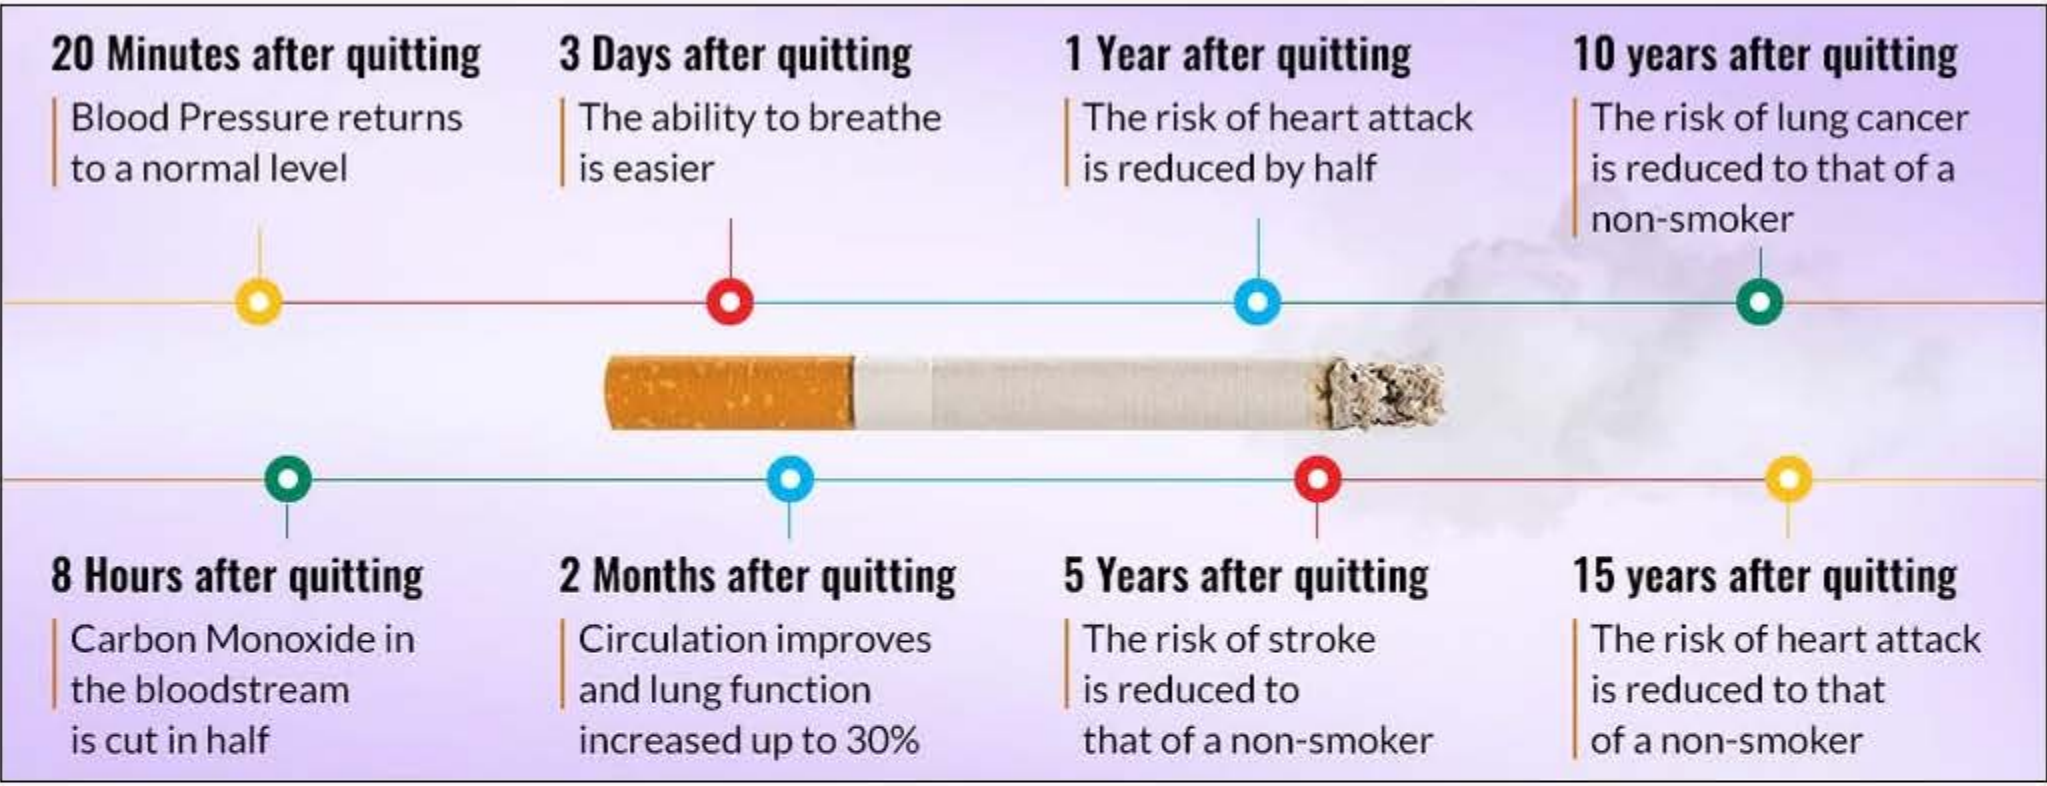 20 Minutes after quitting
Blood Pressure returns
to a normal level
3 Days after quitting
The ability to breathe
is easier
1 Year after quitting
The risk of heart attack
is reduced by half
10 years after quitting
The risk of lung cancer
is reduced to that of a
non-smoker
8 Hours after quitting
Carbon Monoxide in
the bloodstream
is cut in half
2 Months after quitting
Circulation improves
and lung function
increased up to 30%
5 Years after quitting
The risk of stroke
is reduced to
that of a non-smoker
15 years after quitting
The risk of heart attack
is reduced to that
of a non-smoker